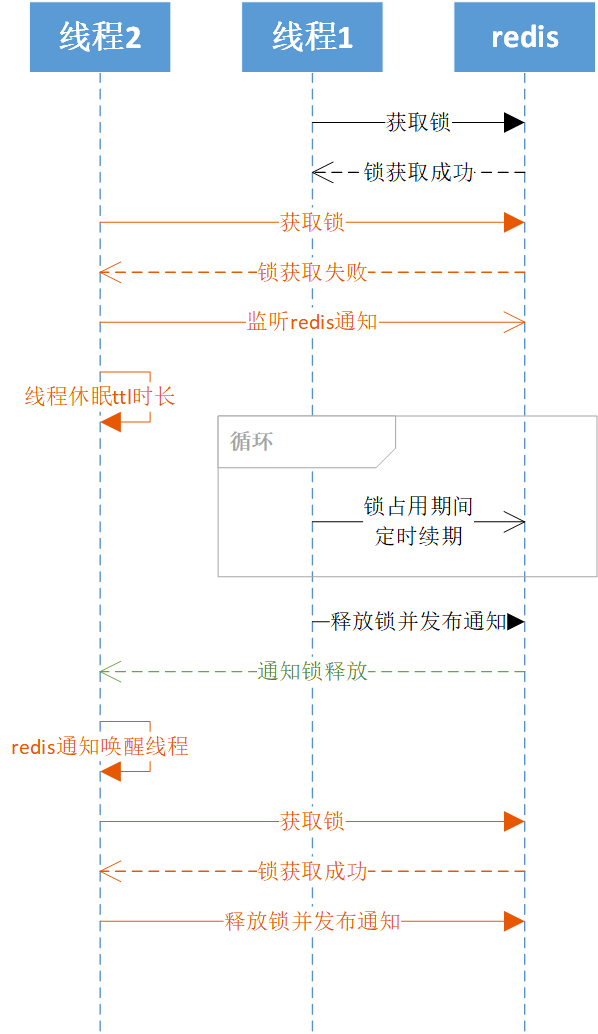 线程2
线程1
redis
获取锁
锁获取成功
获取锁
锁获取失败
监听redis通知
线程休眠ttl时长
循环
锁占用期间
定时续期
释放锁并发布通知
通知锁释放
redis通知唤醒线程
获取锁
锁获取成功
释放锁并发布通知